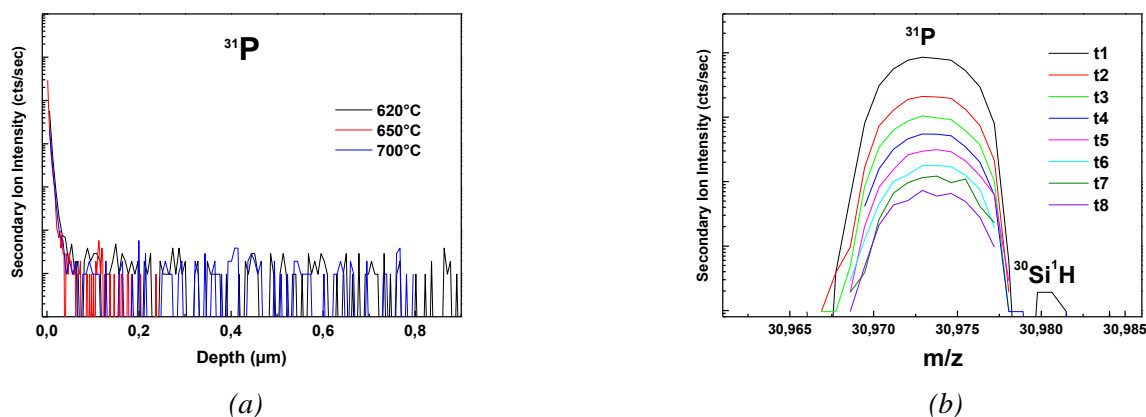 ³¹P
Secondary Ion Intensity (cts/sec)
620°C
650°C
700°C
0,0 0,2 0,4 0,6 0,8
Depth (µm)
(a)
³¹P
Secondary Ion Intensity (cts/sec)
t1
t2
t3
t4
t5
t6
t7
t8
³⁰Si¹H
30,965 30,970 30,975 30,980 30,985
m/z
(b)